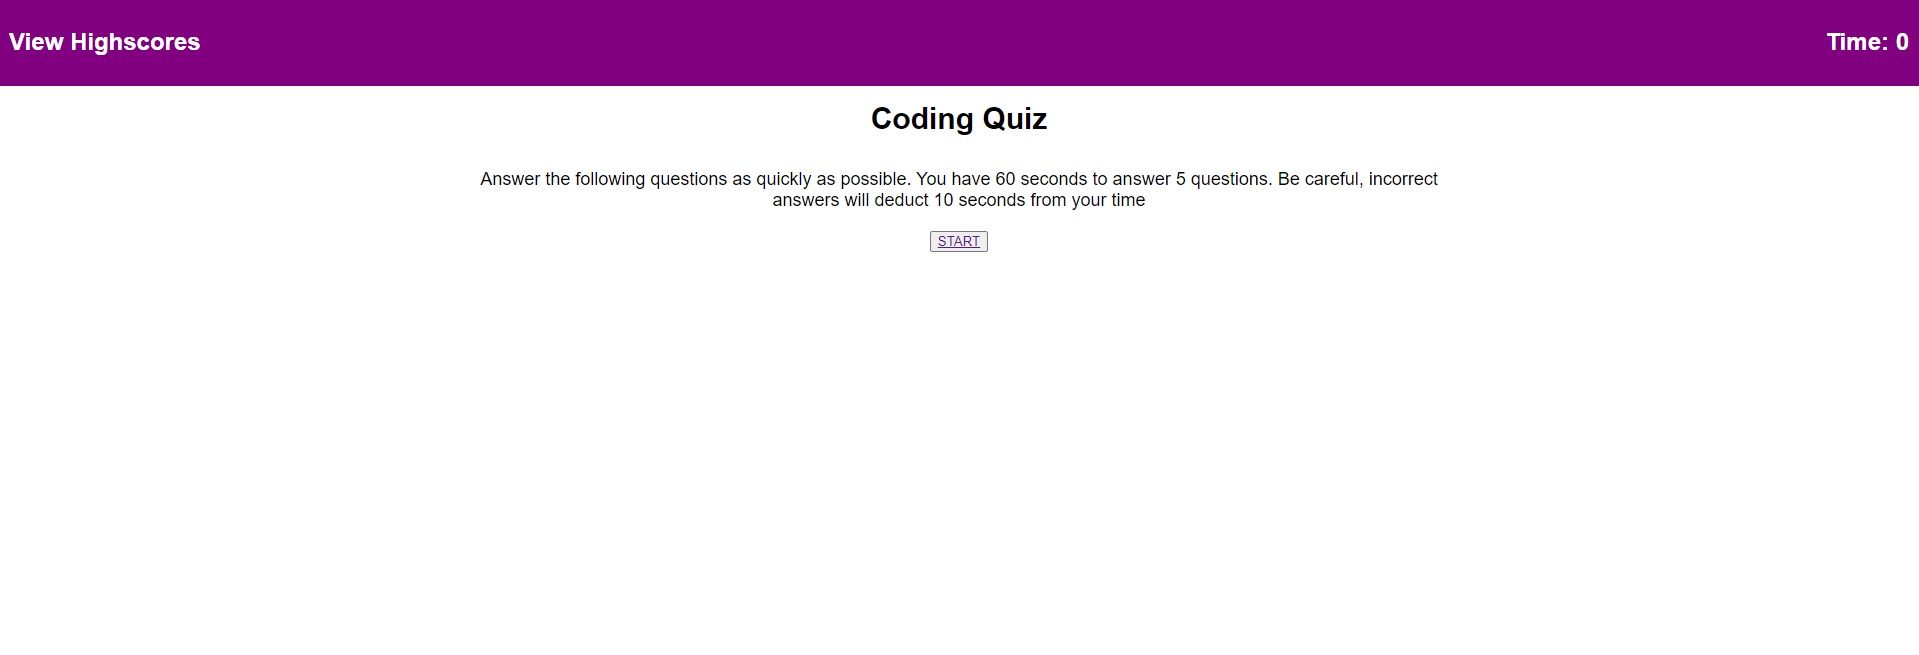 View Highscores
Time: 0
Coding Quiz
Answer the following questions as quickly as possible. You have 60 seconds to answer 5 questions. Be careful, incorrect
answers will deduct 10 seconds from your time
START